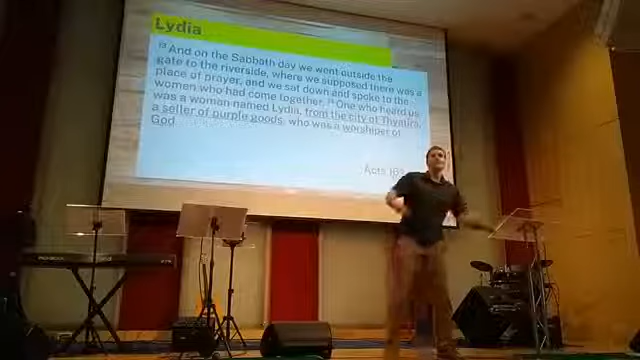 Lydia
13 And on the Sabbath day we went outside the
gate to the riverside, where we supposed there was a
place of prayer, and we sat down and spoke to the
women who had come together. 14 One who heard us
was a woman named Lydia, from the city of Thyatira,
a seller of purple goods, who was a worshiper of
God
Acts 16: